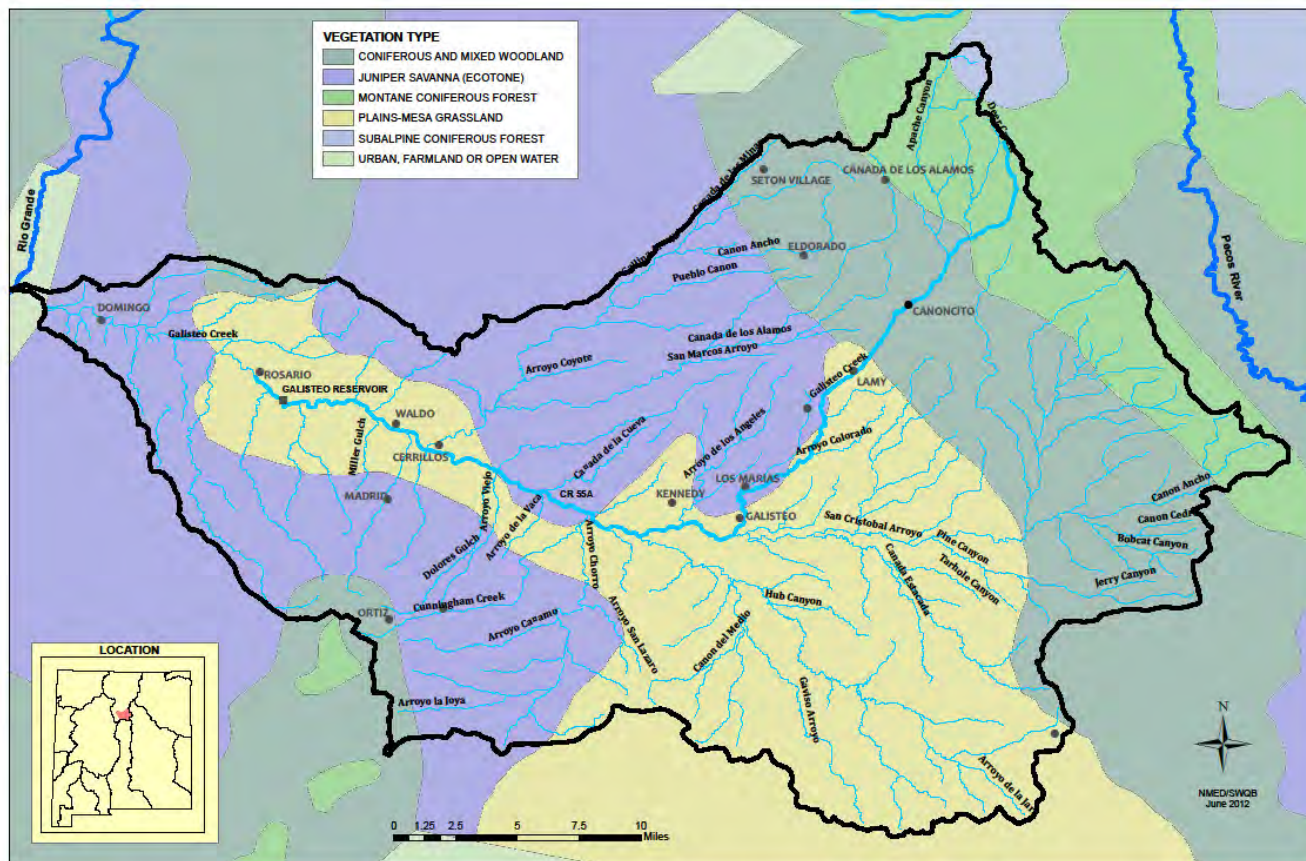 VEGETATION TYPE
CONIFEROUS AND MIXED WOODLAND
JUNIPER SAVANNA (ECOTONE)
MONTANE CONIFEROUS FOREST
PLAINS-MESA GRASSLAND
SUBALPINE CONIFEROUS FOREST
URBAN, FARMLAND OR OPEN WATER
Rio Grande
Pecos River
Apache Canyon
SETON VILLAGE
CANADA DE LOS ALAMOS
Canon Ancho
ELDORADO
Pueblo Canon
CANONCITO
DOMINGO
Galisteo Creek
Canada de los Alamos
San Marcos Arroyo
Arroyo Coyote
ROSARIO
GALISTEO RESERVOIR
Galisteo Creek
LAMY
WALDO
CERRILLOS
Miller Gulch
Arroyo de los Angeles
Arroyo Colorado
MADRID
CR 55A
KENNEDY
LOS MARIAS
GALISTEO
Arroyo Viejo
Arroyo de la Vaca
Dolores Gulch
Arroyo Chorro
San Cristobal Arroyo
Pine Canyon
Tarhole Canyon
Canada Estacada
Canon Ancho
Bobcat Canyon
Jerry Canyon
Hub Canyon
ORTIZ
Cunningham Creek
Arroyo San Lazaro
Canon del Medio
Gaviso Arroyo
Arroyo la Joya
LOCATION
N
NMED/SWQB
June 2012
0 1.25 2.5 5 7.5 10
Miles